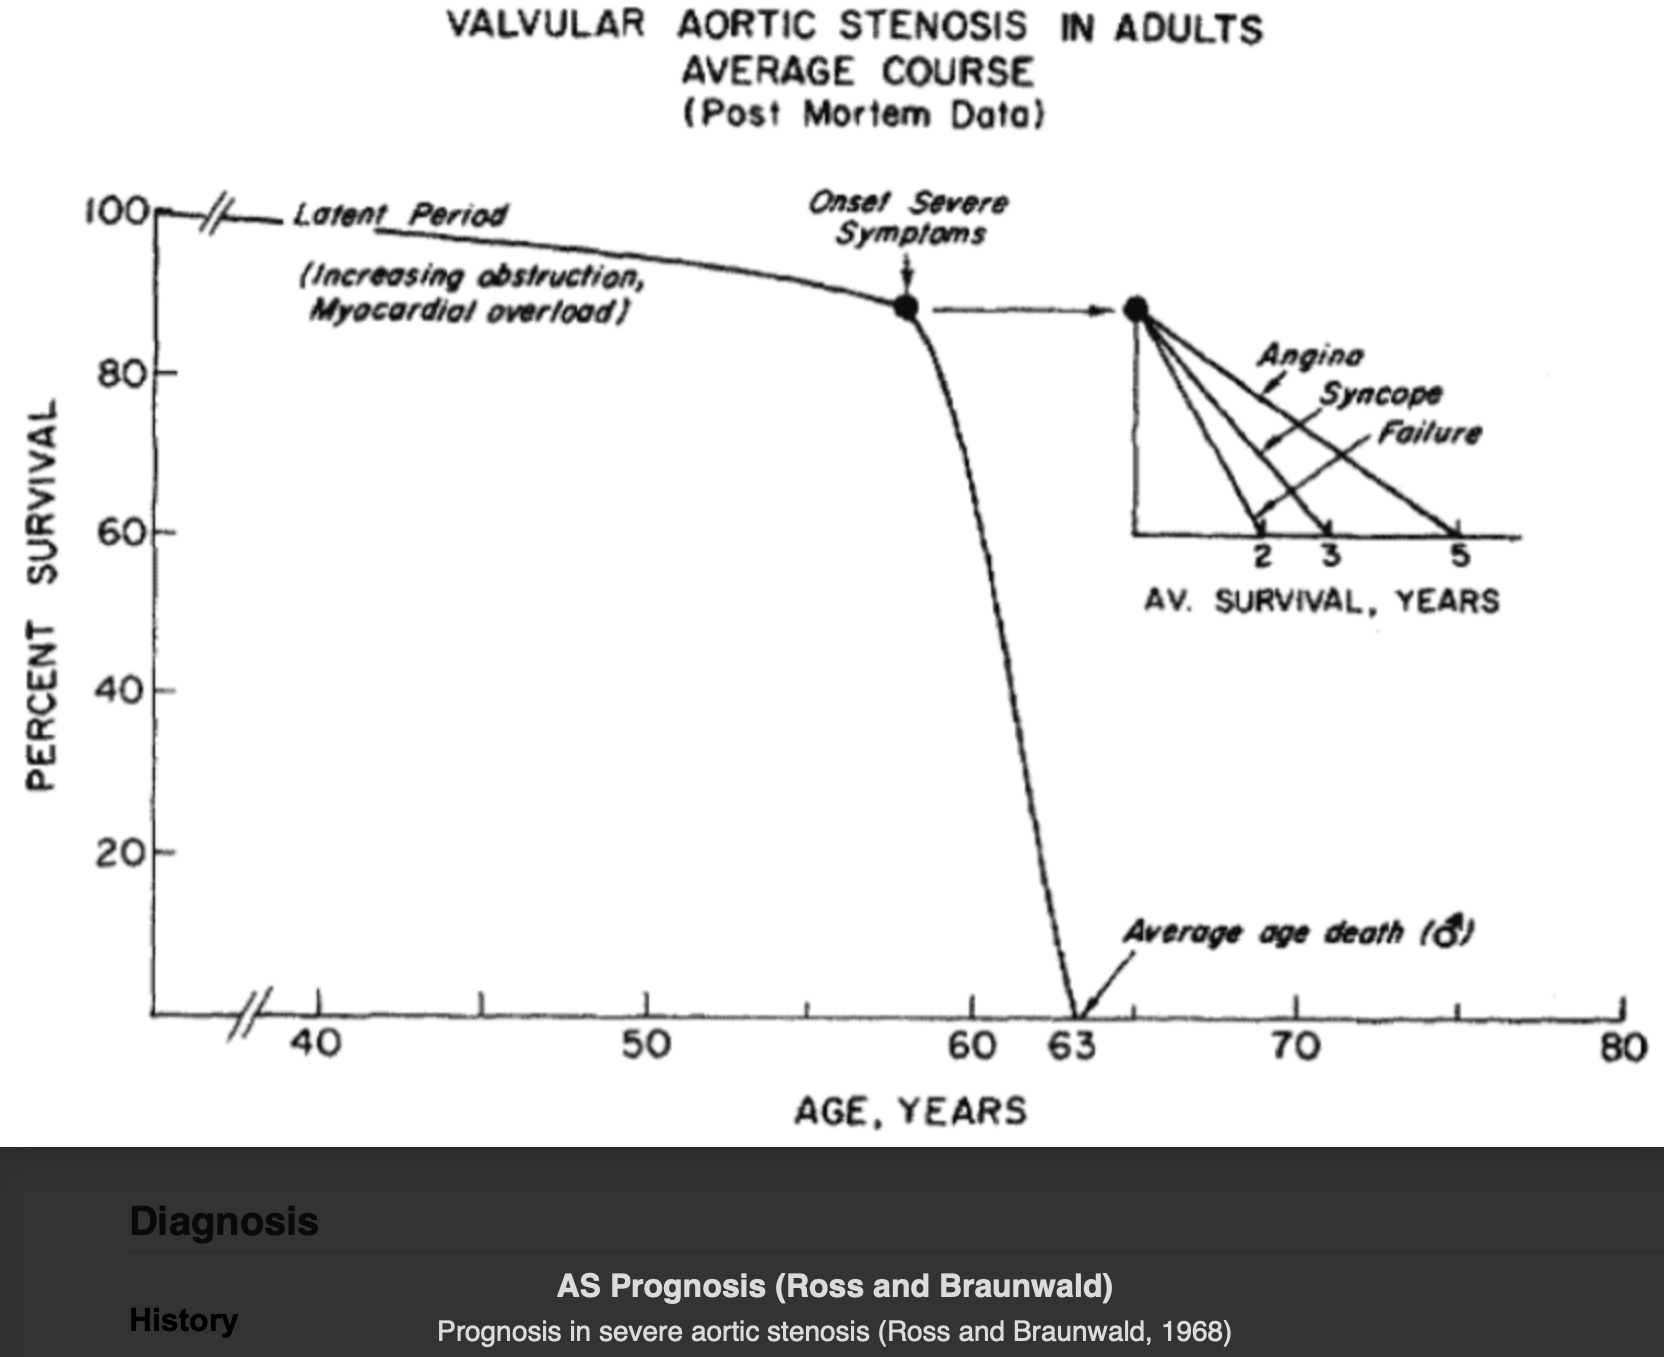 VALVULAR AORTIC STENOSIS IN ADULTS
AVERAGE COURSE
(Post Mortem Data)
PERCENT SURVIVAL
100
80
60
40
20
Latent Period
(Increasing obstruction,
Myocardial overload)
Onset Severe
Symptoms
Angina
Syncope
Failure
2 3 5
AV. SURVIVAL, YEARS
Average age death (♂)
40 50 60 63 70 80
AGE, YEARS
Diagnosis
AS Prognosis (Ross and Braunwald)
History
Prognosis in severe aortic stenosis (Ross and Braunwald, 1968)